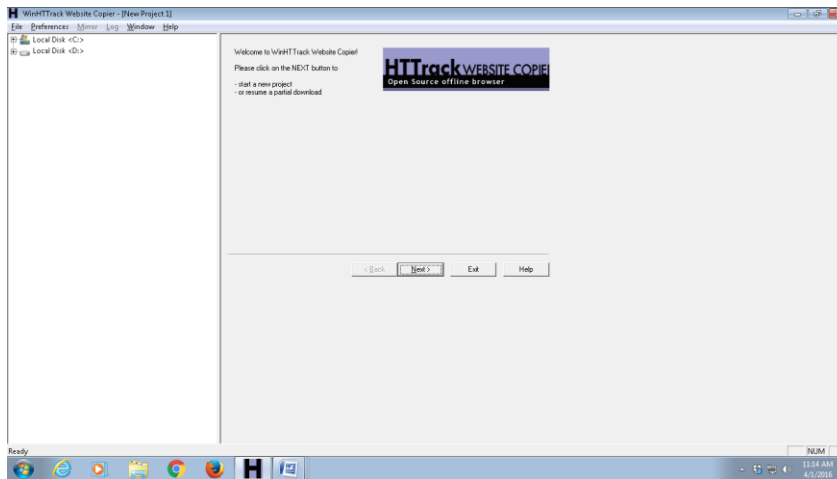 WinHTTrack Website Copier - [New Project 1]
File Preferences Mirror Log Window Help
Local Disk <C:>
Local Disk <D:>
Welcome to WinHTTrack Website Copier!
Please click on the NEXT button to
- start a new project
- or resume a partial download
HTTrack WEBSITE COPIE
Open Source offline browser
< Back
Next >
Exit
Help
Ready
NUM
11:14 AM
4/1/2016